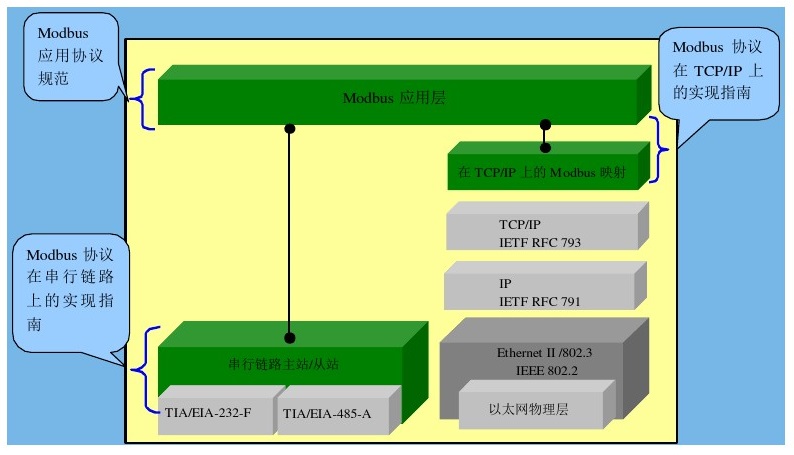 Modbus
应用协议
规范
Modbus 协议
在 TCP/IP 上
的实现指南
Modbus 应用层
在 TCP/IP 上的 Modbus 映射
TCP/IP
IETF RFC 793
IP
IETF RFC 791
Modbus 协议
在串行链路
上的实现指
南
串行链路主站/从站
TIA/EIA-232-F
TIA/EIA-485-A
Ethernet II /802.3
IEEE 802.2
以太网物理层